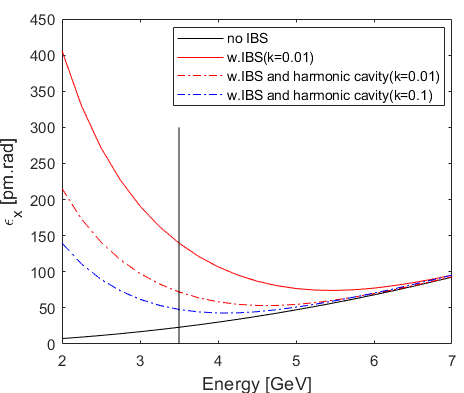 450
400
350
300
250
200
150
100
50
0
ϵx [pm.rad]
no IBS
w.IBS(k=0.01)
w.IBS and harmonic cavity(k=0.01)
w.IBS and harmonic cavity(k=0.1)
2 3 4 5 6 7
Energy [GeV]